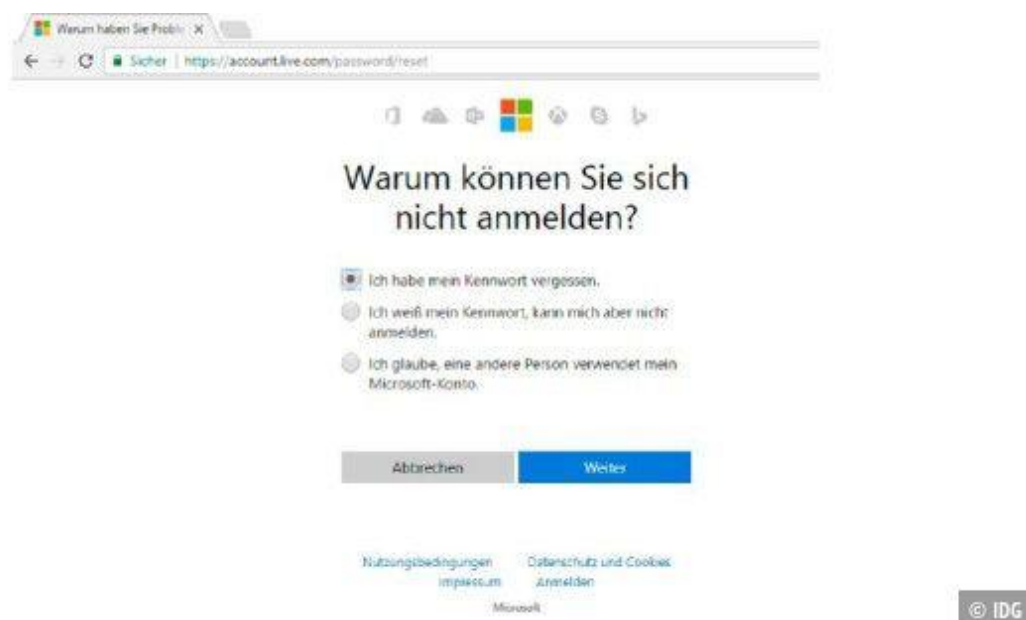 Warum haben Sie Proble
Sicher | https://account.live.com/password/reset
Warum können Sie sich
nicht anmelden?
Ich habe mein Kennwort vergessen.
Ich weiß mein Kennwort, kann mich aber nicht
anmelden.
Ich glaube, eine andere Person verwendet mein
Microsoft-Konto.
Abbrechen Weiter
Nutzungsbedingungen Datenschutz und Cookies
Impressum Anmelden
Microsoft
© IDG